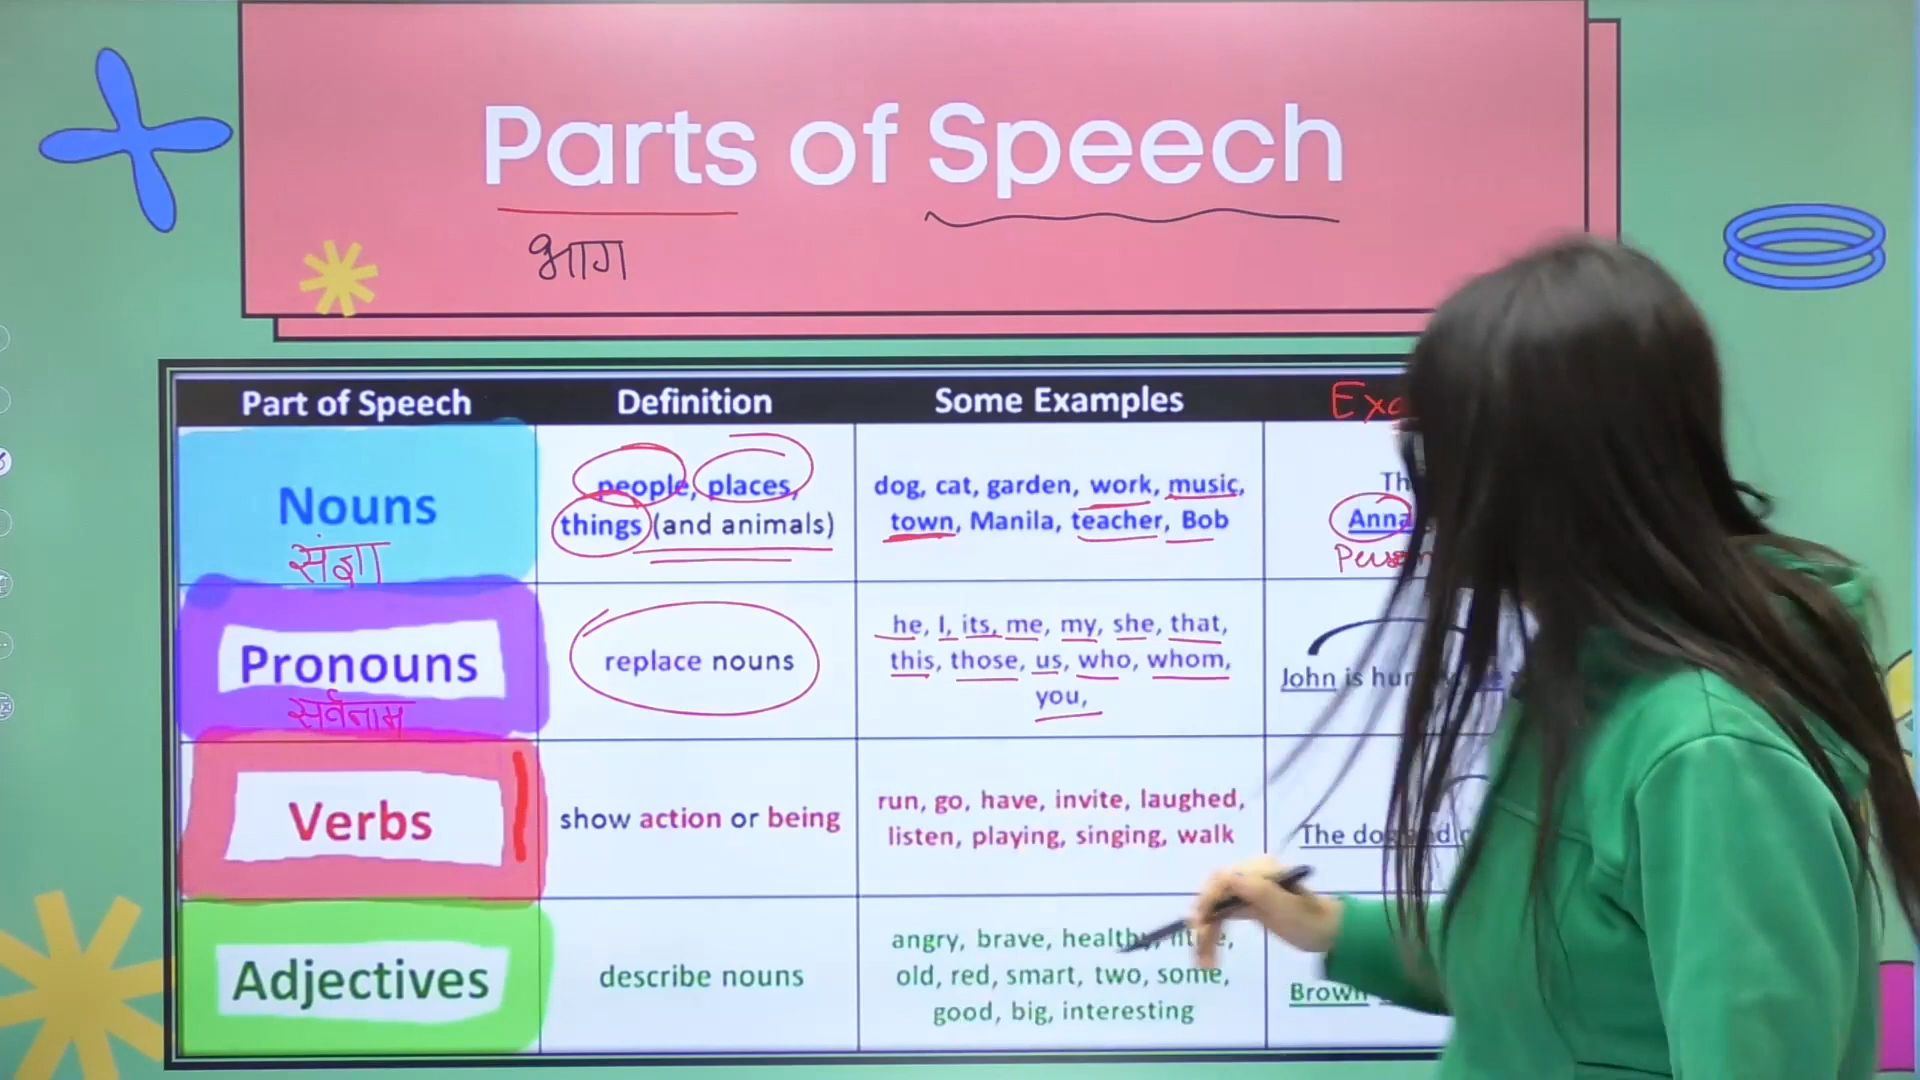 Parts of Speech
भाग
Part of Speech
Definition
Some Examples
Nouns
संज्ञा
people, places,
things (and animals)
dog, cat, garden, work, music,
town, Manila, teacher, Bob
Anna
Person
Pronouns
सर्वनाम
replace nouns
he, I, its, me, my, she, that,
this, those, us, who, whom,
you,
John is
Verbs
show action or being
run, go, have, invite, laughed,
listen, playing, singing, walk
The
Adjectives
describe nouns
angry, brave, healthy,
old, red, smart, two, some,
good, big, interesting
Brown